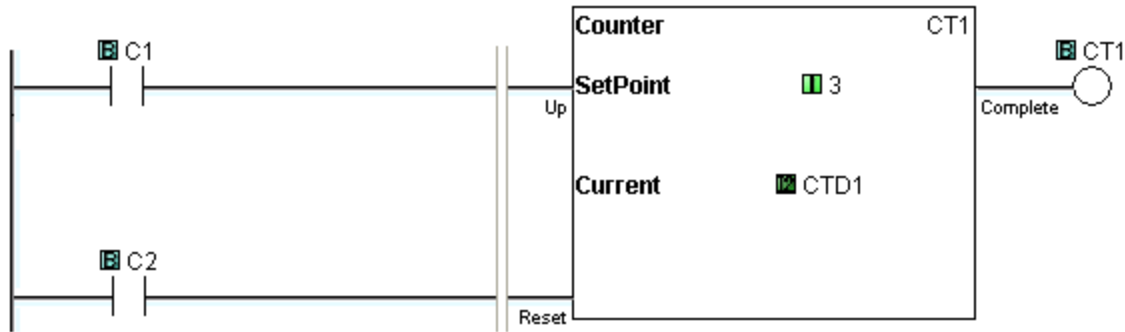 Counter CT1
B C1
B CT1
SetPoint I 3
Up
Complete
Current CTD1
B C2
Reset